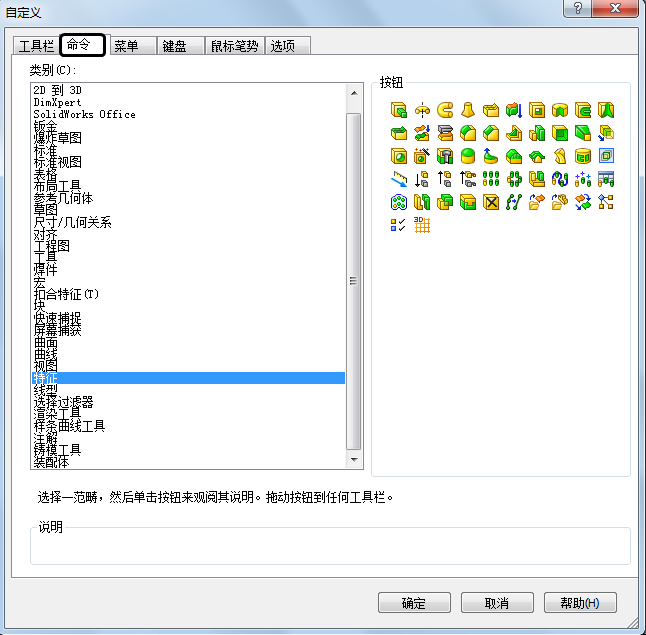 自定义
工具栏 命令 菜单 键盘 鼠标笔势 选项
类别(C):
按钮
2D 到 3D
DimXpert
SolidWorks Office
钣金
爆炸草图
标准
标准视图
表格
布局工具
参考几何体
草图
尺寸/几何关系
对齐
工程图
工具
焊件
宏
扣合特征(T)
块
快速捕捉
屏幕捕获
曲面
曲线
视图
特征
线型
选择过滤器
渲染工具
样条曲线工具
注解
铸模工具
装配体
3D
选择一范畴，然后单击按钮来观阅其说明。拖动按钮到任何工具栏。
说明
确定 取消 帮助(H)